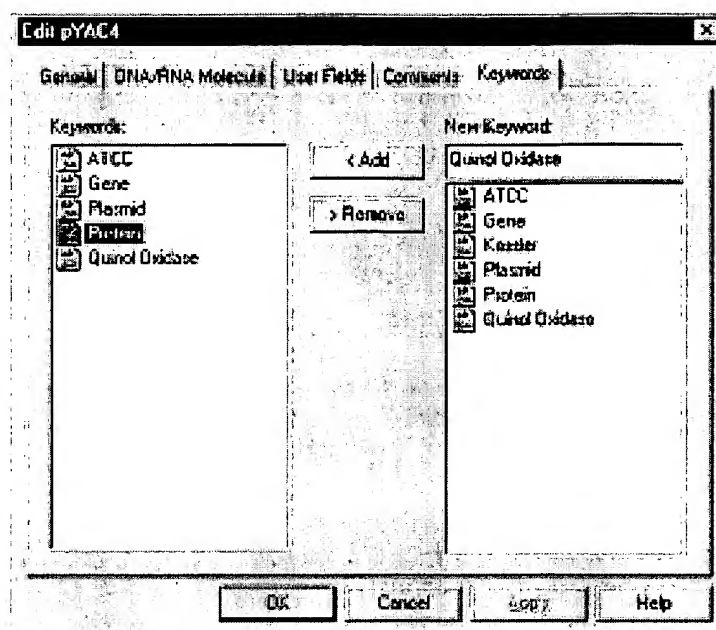 Edit pYAC4
General DNA/RNA Molecule User Fields Comments Keywords
Keywords:
ATCC
Gene
Plasmid
Protein
Quinol Oxidase
< Add
> Remove
New Keyword:
Quinol Oxidase
ATCC
Gene
Plasmid
Protein
Quinol Oxidase
OK Cancel Apply Help